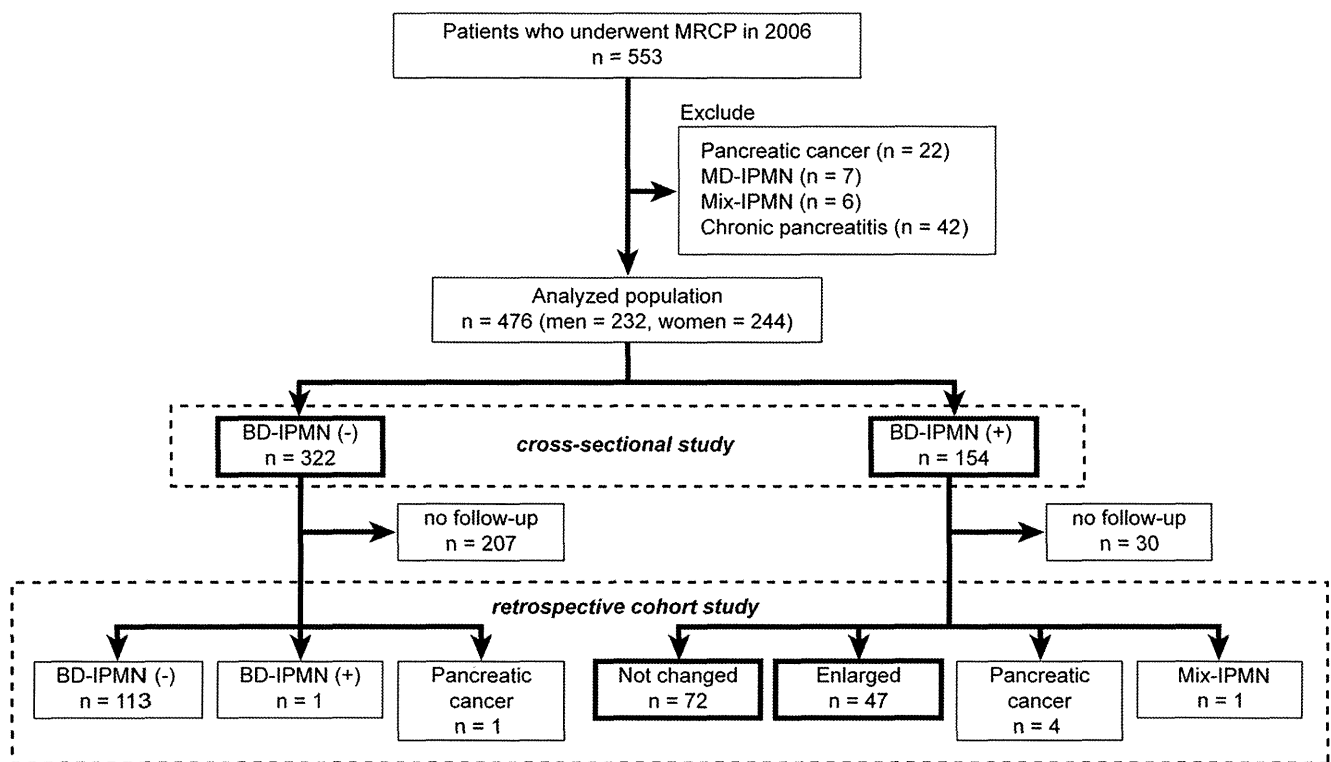 Patients who underwent MRCP in 2006
n = 553
Exclude
Pancreatic cancer (n = 22)
MD-IPMN (n = 7)
Mix-IPMN (n = 6)
Chronic pancreatitis (n = 42)
Analyzed population
n = 476 (men = 232, women = 244)
BD-IPMN (-)
n = 322
cross-sectional study
BD-IPMN (+)
n = 154
no follow-up
n = 207
no follow-up
n = 30
retrospective cohort study
BD-IPMN (-)
n = 113
BD-IPMN (+)
n = 1
Pancreatic
cancer
n = 1
Not changed
n = 72
Enlarged
n = 47
Pancreatic
cancer
n = 4
Mix-IPMN
n = 1